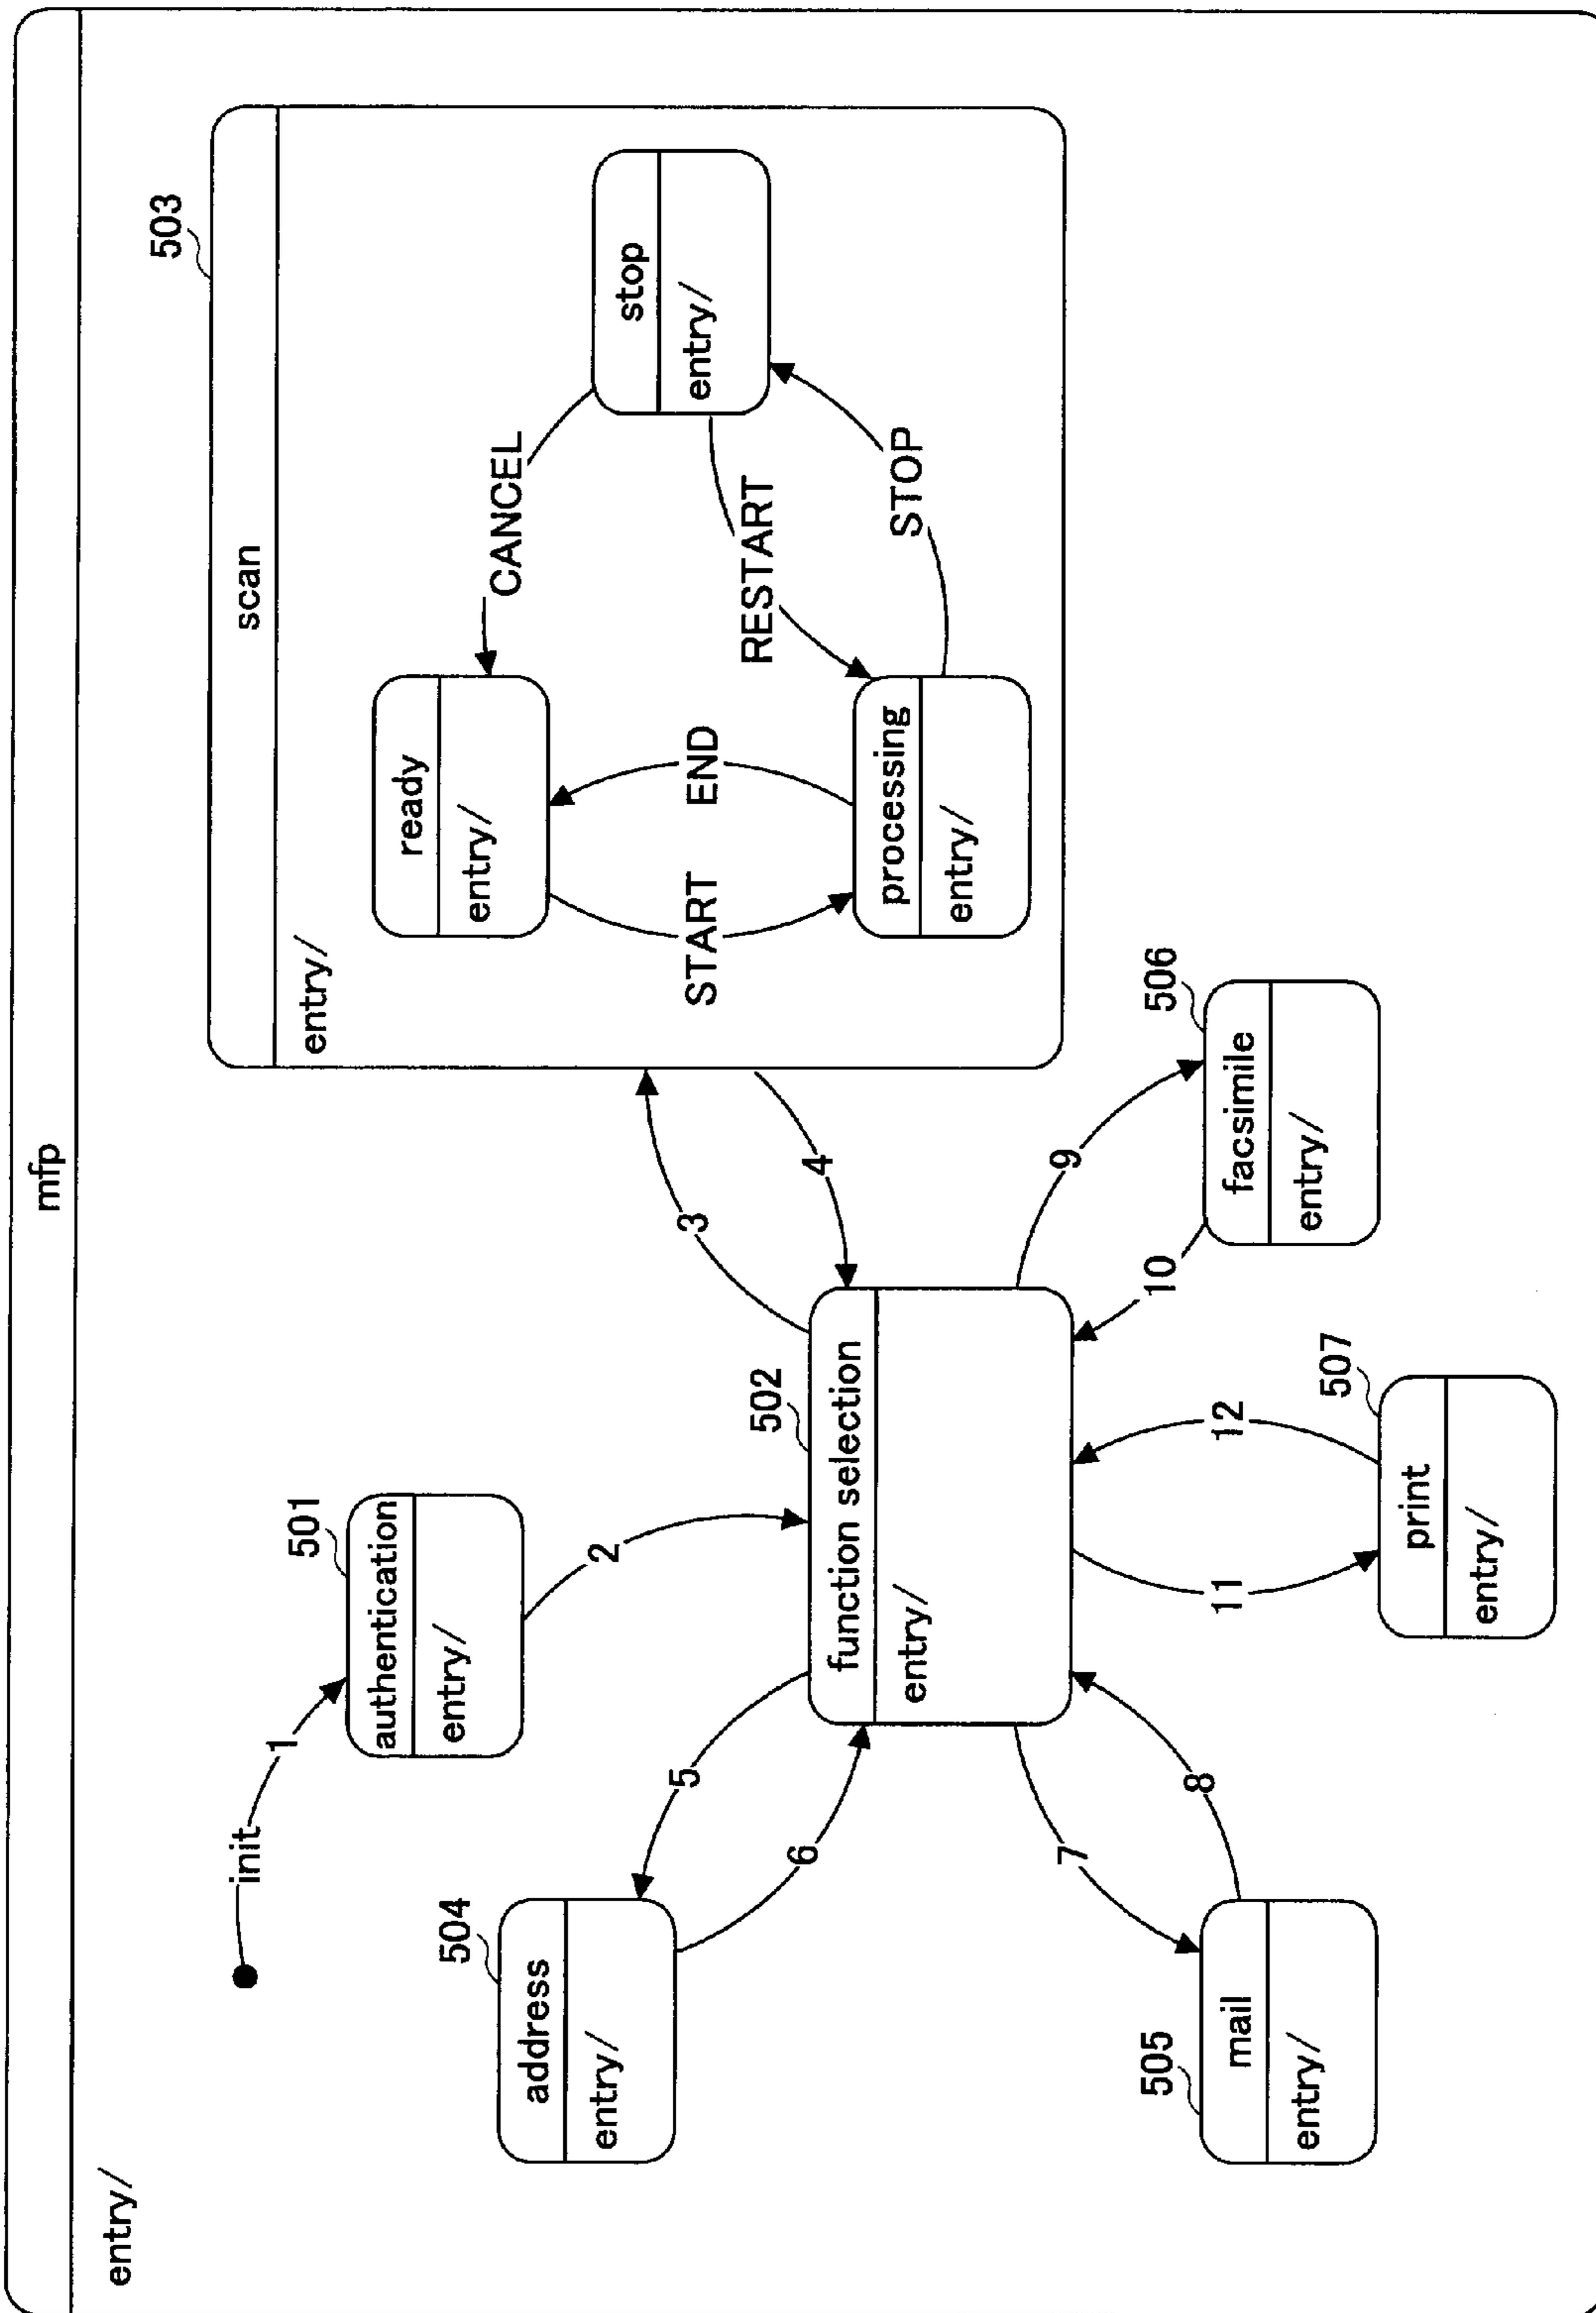 mfp
entry/
init
1
501
authentication
entry/
2
503
scan
entry/
ready
entry/
CANCEL
stop
entry/
START
END
RESTART
STOP
processing
entry/
504
address
entry/
5
6
3
4
502
function selection
entry/
505
mail
entry/
7
8
11
12
507
print
entry/
9
10
506
facsimile
entry/